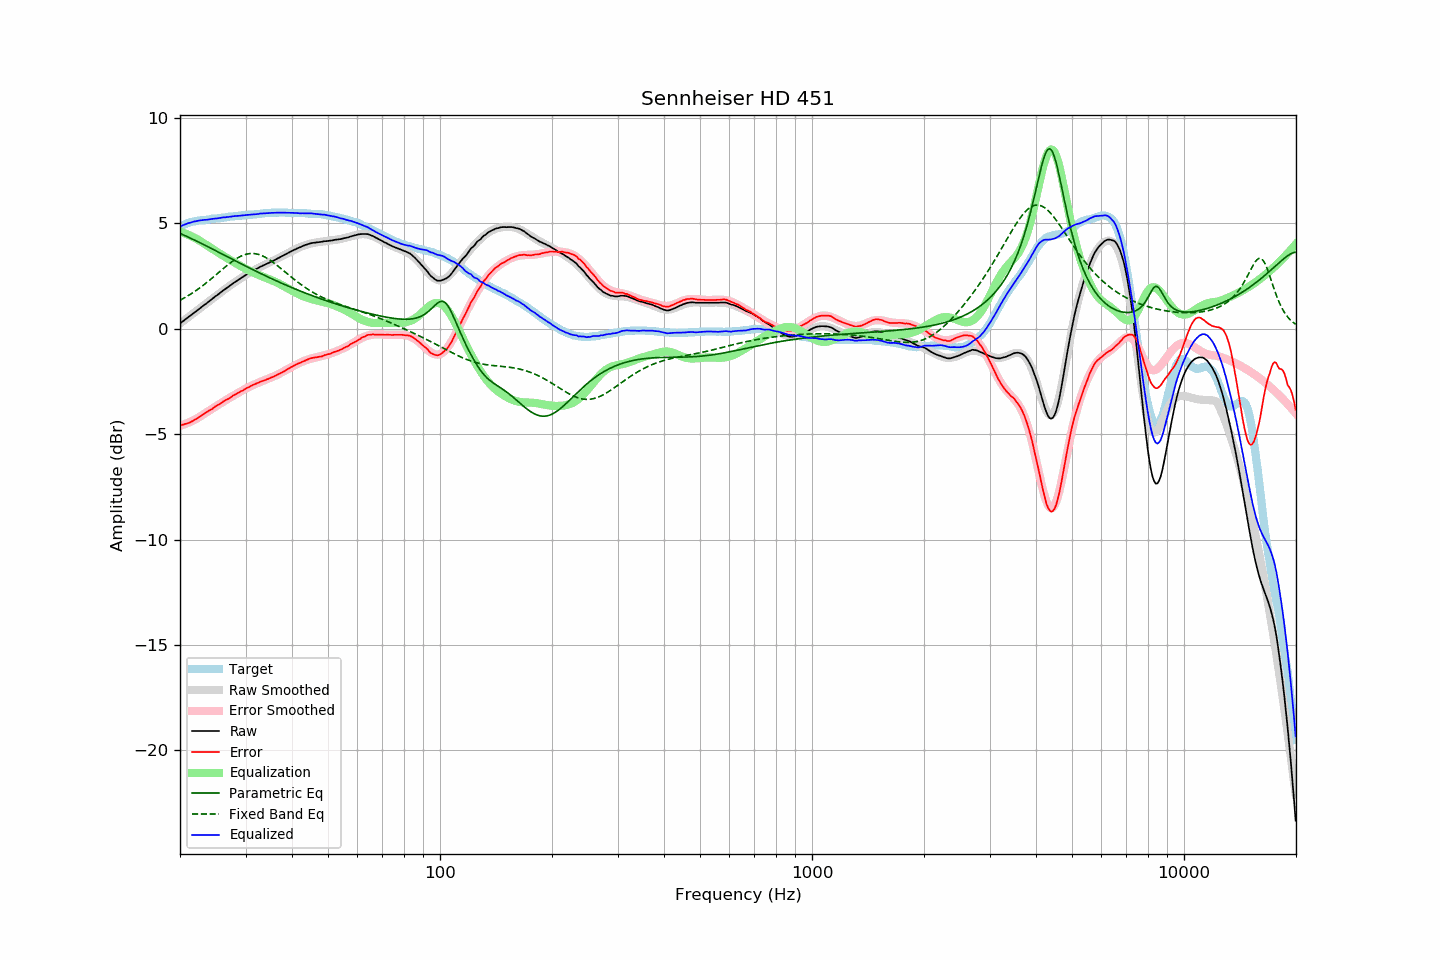 Sennheiser HD 451
10
5
0
−5
−10
−15
−20
Amplitude (dBr)
Target
Raw Smoothed
Error Smoothed
Raw
Error
Equalization
Parametric Eq
Fixed Band Eq
Equalized
100
1000
10000
Frequency (Hz)